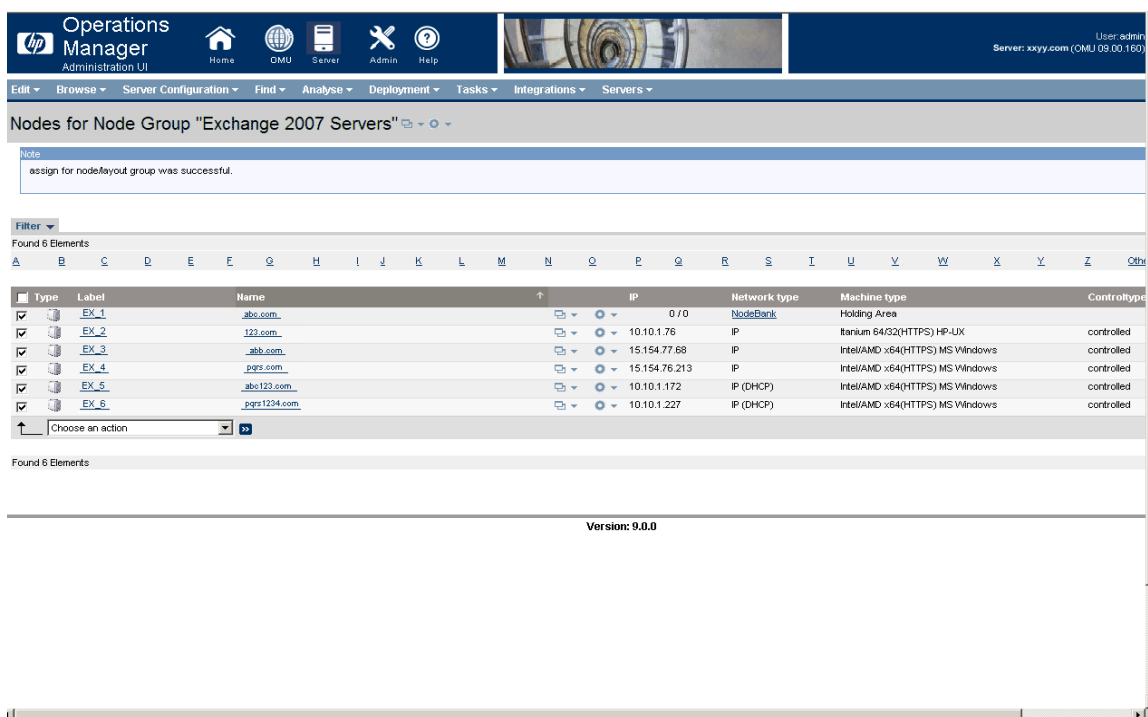 hp Operations Manager
Administration UI
Home OMU Server Admin Help
User:admin
Server: xxyy.com (OMU 09.00.160)
Edit Browse Server Configuration Find Analyse Deployment Tasks Integrations Servers
Nodes for Node Group "Exchange 2007 Servers"
Note
assign for node/layout group was successful.
Filter
Found 6 Elements
A B C D E F G H I J K L M N O P Q R S T U V W X Y Z Othe
Type Label Name IP Network type Machine type Controltype
EX_1 abc.com 0 / 0 NodeBank Holding Area
EX_2 123.com 10.10.1.76 IP Itanium 64/32(HTTPS) HP-UX controlled
EX_3 abb.com 15.154.77.68 IP Intel/AMD x64(HTTPS) MS Windows controlled
EX_4 pqrs.com 15.154.76.213 IP Intel/AMD x64(HTTPS) MS Windows controlled
EX_5 abc123.com 10.10.1.172 IP (DHCP) Intel/AMD x64(HTTPS) MS Windows controlled
EX_6 pqrs1234.com 10.10.1.227 IP (DHCP) Intel/AMD x64(HTTPS) MS Windows controlled
Choose an action
Found 6 Elements
Version: 9.0.0